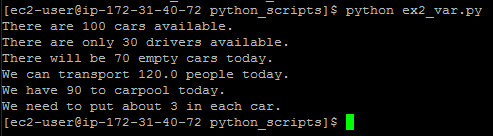 [ec2-user@ip-172-31-40-72 python_scripts]$ python ex2_var.py
There are 100 cars available.
There are only 30 drivers available.
There will be 70 empty cars today.
We can transport 120.0 people today.
We have 90 to carpool today.
We need to put about 3 in each car.
[ec2-user@ip-172-31-40-72 python_scripts]$